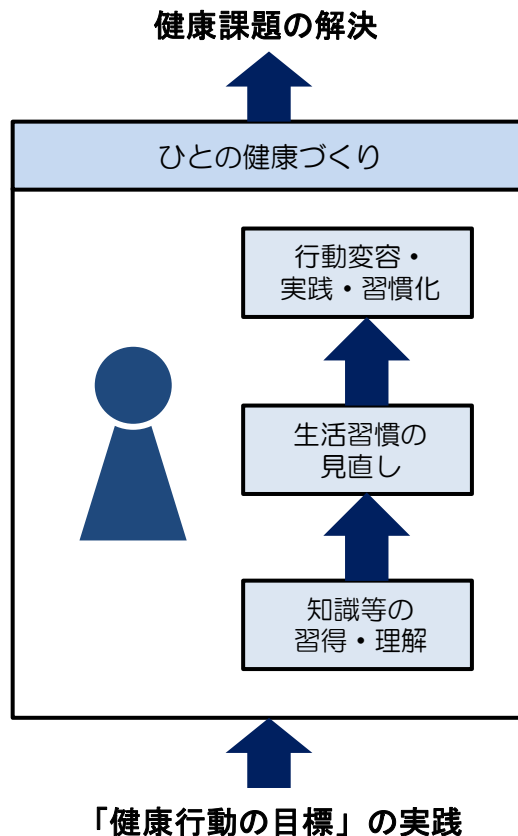 健康課題の解決
ひとの健康づくり
行動変容・
実践・習慣化
生活習慣の
見直し
知識等の
習得・理解
「健康行動の目標」の実践